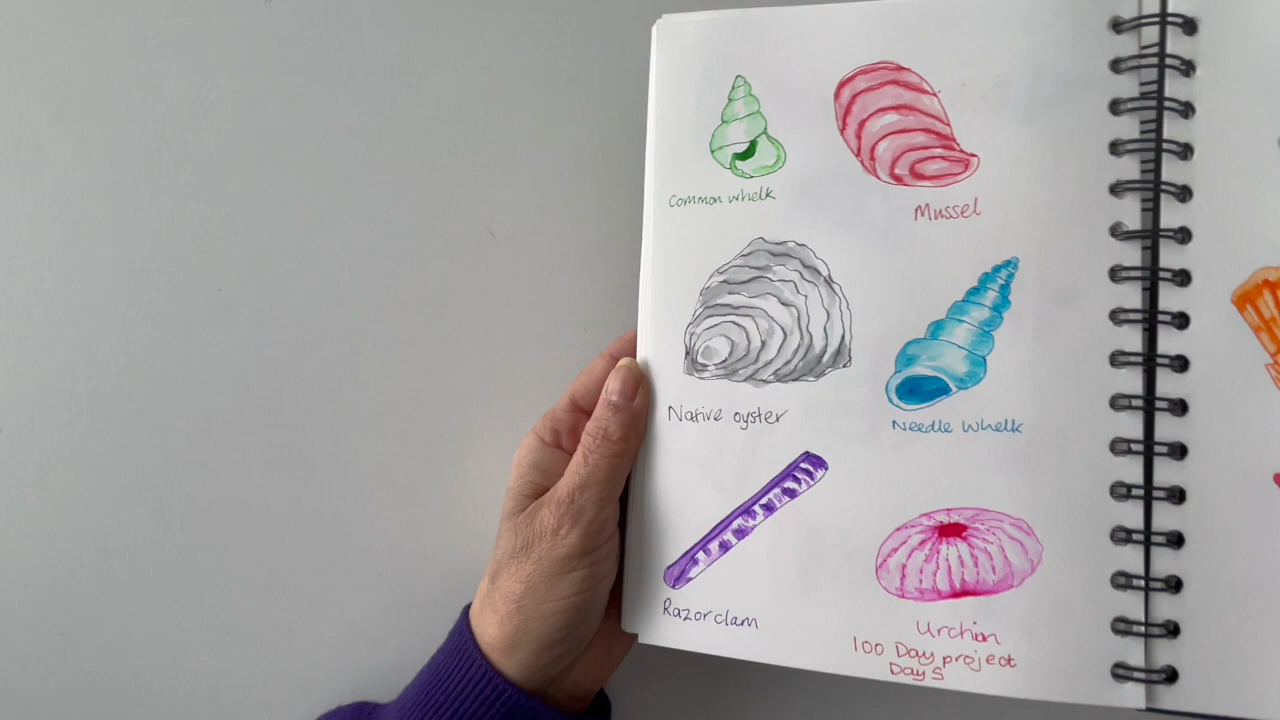 Common whelk
Mussel
Native oyster
Needle Whelk
Razorclam
Urchin
100 Day project
Day 5